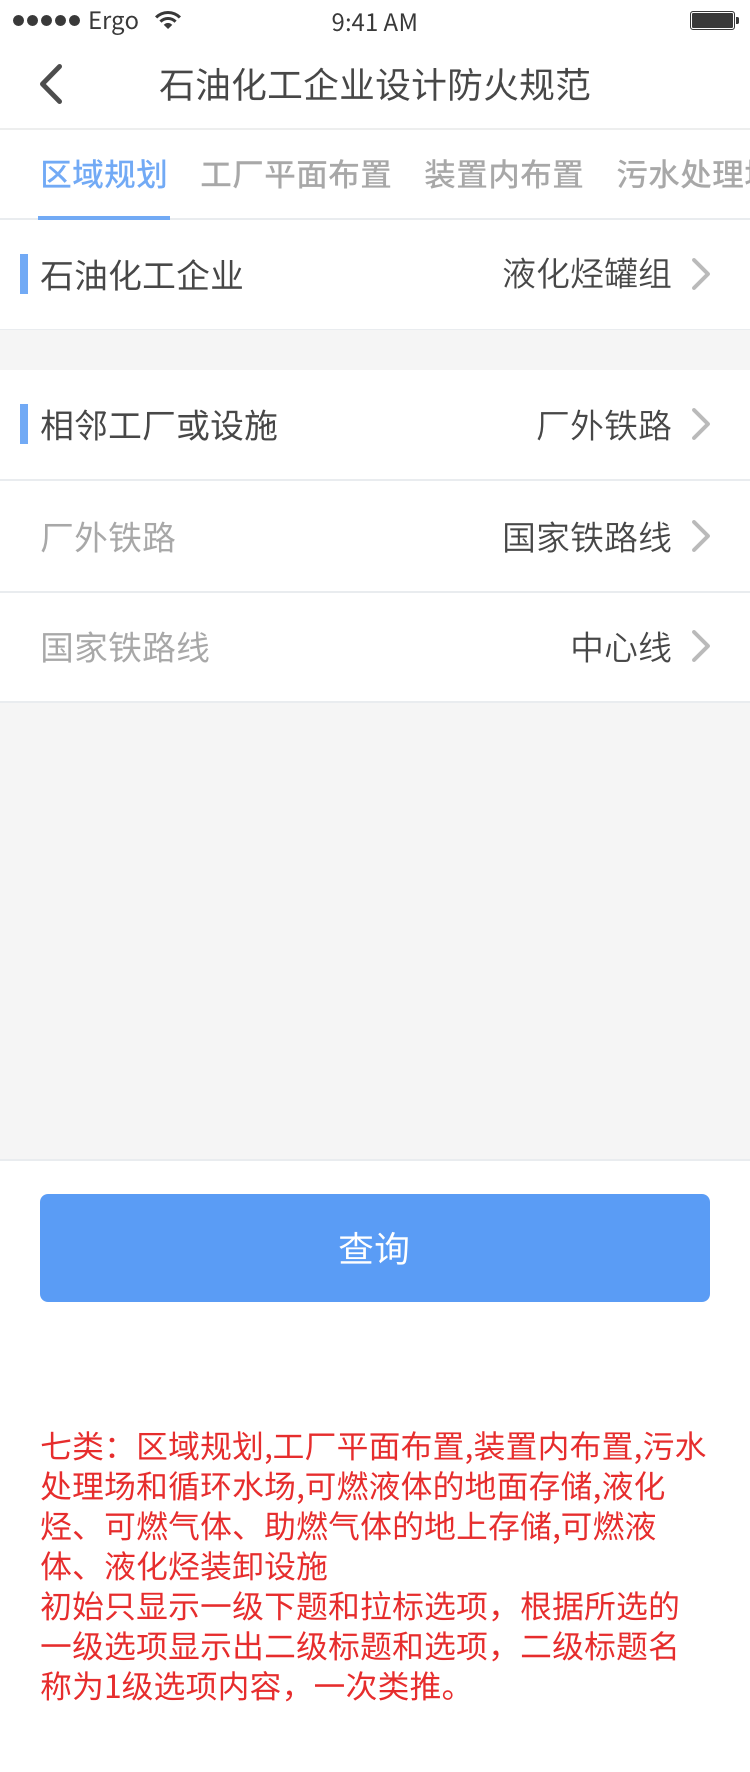 Ergo 9:41 AM
石油化工企业设计防火规范
区域规划 工厂平面布置 装置内布置 污水处理
石油化工企业 液化烃罐组
相邻工厂或设施 厂外铁路
厂外铁路 国家铁路线
国家铁路线 中心线
查询
七类：区域规划,工厂平面布置,装置内布置,污水
处理场和循环水场,可燃液体的地面存储,液化
烃、可燃气体、助燃气体的地上存储,可燃液
体、液化烃装卸设施
初始只显示一级下题和拉标选项，根据所选的
一级选项显示出二级标题和选项，二级标题名
称为1级选项内容，一次类推。